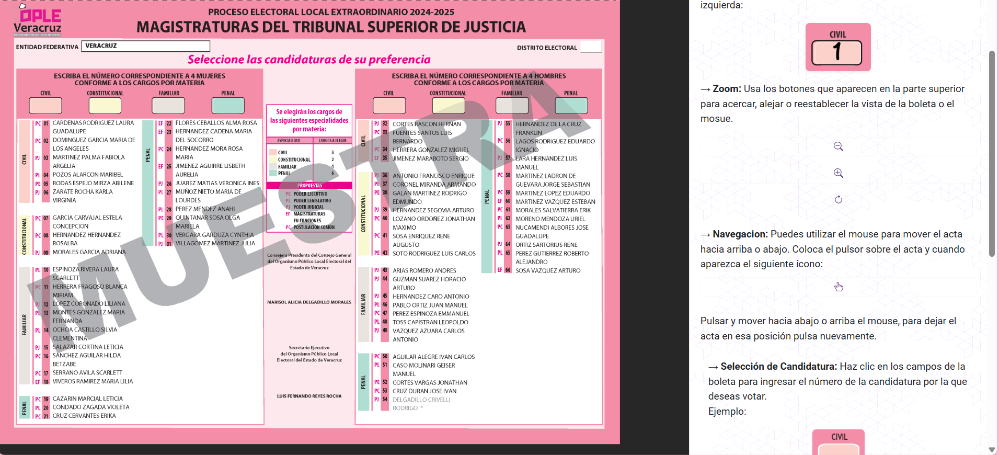 OPLE
Veracruz
ORGANISMO PÚBLICO LOCAL ELECTORAL
PROCESO ELECTORAL LOCAL EXTRAORDINARIO 2024-2025
MAGISTRATURAS DEL TRIBUNAL SUPERIOR DE JUSTICIA
ENTIDAD FEDERATIVA VERACRUZ
DISTRITO ELECTORAL
Seleccione las candidaturas de su preferencia
ESCRIBA EL NÚMERO CORRESPONDIENTE A 4 MUJERES
CONFORME A LOS CARGOS POR MATERIA
CIVIL CONSTITUCIONAL FAMILIAR PENAL
CIVIL
PC 01 CARDENAS RODRIGUEZ LAURA
GUADALUPE
PC 02 DOMINGUEZ GARCIA MARIA DE
LOS ANGELES
PJ 03 MARTINEZ PALMA FABIOLA
ARGELIA
PL 04 POZOS ALARCON MARIBEL
PE 05 RODAS ESPEJO MIRZA ABILENE
PJ 06 ZARATE ROCHA KARLA
VIRGINIA
CONSTITUCIONAL
PC 07 GARCIA CARVAJAL ESTELA
CONCEPCION
PC 08 HERNANDEZ HERNANDEZ
ROSALBA
PJ 09 MORALES GARCIA ADRIANA
FAMILIAR
PL 10 ESPINOZA RIVERA LAURA
SCARLETT
PC 11 HERRERA FRAGOSO BLANCA
MIRIAM
PJ 12 LOPEZ CORONADO LILIANA
PL 13 MONTES GONZALEZ MARIA
FERNANDA
PL 14 OCHOA CASTILLO SILVIA
CLEMENTINA
PJ 15 SALAZAR CORTINA LETICIA
PC 16 SANCHEZ AGUILAR HILDA
BETZABE
PC 17 SERRANO AVILA SCARLETT
EF 18 VIVEROS RAMIREZ MARIA LILIA
PENAL
PC 19 CAZARIN MARCIAL LETICIA
PL 20 CONDADO ZAGADA VIOLETA
PC 21 CRUZ CERVANTES ERIKA
PENAL
EF 22 FLORES CEBALLOS ALMA ROSA
EF 23 HERNANDEZ CADENA MARIA
DEL SOCORRO
PC 24 HERNANDEZ MORA ROSA
MARIA
EF 25 JIMENEZ AGUIRRE LISBETH
AURELIA
PJ 26 JUAREZ MATIAS VERONICA INES
PL 27 MUÑOZ NIETO MARIA DE
LOURDES
PL 28 PEREZ MENDEZ ANAHI
PE 29 QUINTANAR SOSA OLGA
MARIELA
PL 30 VERGARA GARDUZA CYNTHIA
PJ 31 VILLAGOMEZ MARTINEZ JULIA
Se elegirán los cargos de
las siguientes especialidades
por materia:
ESPECIALIDAD CARGOS A ELEGIR
CIVIL 3
CONSTITUCIONAL 2
FAMILIAR 4
PENAL 6
PROPUESTAS
PE PODER EJECUTIVO
PL PODER LEGISLATIVO
PJ PODER JUDICIAL
EF MAGISTRATURAS
EN FUNCIONES
PC POSTULACIÓN COMÚN
Consejera Presidenta del Consejo General
del Organismo Público Local Electoral del
Estado de Veracruz
MARISOL ALICIA DELGADILLO MORALES
Secretario Ejecutivo
del Organismo Público Local
Electoral del Estado de Veracruz
LUIS FERNANDO REYES ROCHA
ESCRIBA EL NÚMERO CORRESPONDIENTE A 4 HOMBRES
CONFORME A LOS CARGOS POR MATERIA
CIVIL CONSTITUCIONAL FAMILIAR PENAL
CIVIL
PJ 32 CORTES RASCON HERNAN
PC 33 FUENTES SANTOS LUIS
BERNARDO
PC 34 HERRERA GONZALEZ MIGUEL
EF 35 JIMENEZ MARABOTO SERGIO
CONSTITUCIONAL
PJ 36 ANTONIO FRANCISCO ENRIQUE
PL 37 CORONEL MIRANDA ARMANDO
PE 38 GALAN MARTINEZ RODRIGO
EDMUNDO
PJ 39 HERNANDEZ SEGOVIA ARTURO
PC 40 LOZANO ORDOÑEZ JONATHAN
MAXIMO
PC 41 SOSA ENRIQUEZ RENE
AUGUSTO
PE 42 SOTO RODRIGUEZ LUIS CARLOS
FAMILIAR
PJ 43 ARIAS ROMERO ANDRES
PJ 44 GUZMAN SUAREZ HORACIO
ARTURO
PJ 45 HERNANDEZ CARO ANTONIO
PL 46 PABLO ORTIZ JUAN MANUEL
PC 47 PEREZ ESPINOZA EMMANUEL
PL 48 TOSS CAPISTRAN LEOPOLDO
PJ 49 VAZQUEZ AZUARA CARLOS
ANTONIO
PENAL
PC 50 AGUILAR ALEGRE IVAN CARLOS
PL 51 CASO MOLINARI GEISER
MANUEL
PE 52 CORTES VARGAS JONATHAN
PC 53 CRUZ DURAN JOSE IVAN
PJ 54 DELGADILLO CRIVELLI
RODRIGO *
PENAL
PJ 55 HERNANDEZ DE LA CRUZ
FRANKLIN
PC 56 LAGOS RODRIGUEZ EDUARDO
IGNACIO
PJ 57 LARA HERNANDEZ LUIS
MANUEL
PC 58 MARTINEZ LADRON DE
GUEVARA JORGE SEBASTIAN
PC 59 MARTINEZ LOPEZ EDUARDO
EF 60 MARTINEZ VAZQUEZ ESTEBAN
PC 61 MORALES SALVATIERRA ERIK
PL 62 MORENO MENDOZA URIEL
PC 63 NUCAMENDI ALBORES JOSE
GUADALUPE
PJ 64 ORTIZ SARTORIUS RENE
PL 65 PEREZ GUTIERREZ ROBERTO
ALEJANDRO
EF 66 SOSA VAZQUEZ ARTURO
MUESTRA
izquierda:
CIVIL
1
→ Zoom: Usa los botones que aparecen en la parte superior
para acercar, alejar o reestablecer la vista de la boleta o el
mosue.
→ Navegacion: Puedes utilizar el mouse para mover el acta
hacia arriba o abajo. Coloca el pulsor sobre el acta y cuando
aparezca el siguiente icono:
Pulsar y mover hacia abajo o arriba el mouse, para dejar el
acta en esa posición pulsa nuevamente.
→ Selección de Candidatura: Haz clic en los campos de la
boleta para ingresar el número de la candidatura por la que
deseas votar.
Ejemplo:
CIVIL